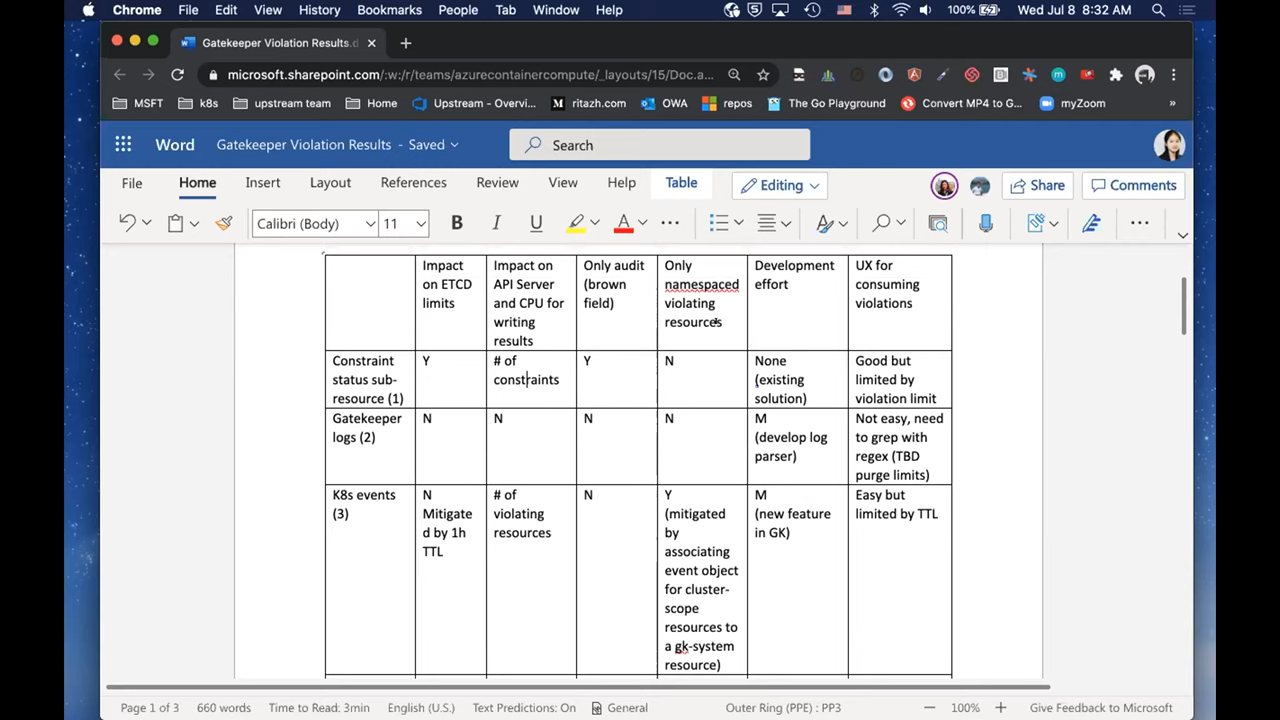 Chrome File Edit View History Bookmarks People Tab Window Help 100% Wed Jul 8 8:32 AM
Gatekeeper Violation Results.d
microsoft.sharepoint.com/:w:/r/teams/azurecontainercompute/_layouts/15/Doc.a...
MSFT k8s upstream team Home Upstream - Overvi... ritazh.com OWA repos The Go Playground Convert MP4 to G... myZoom »
Word Gatekeeper Violation Results - Saved Search
File Home Insert Layout References Review View Help Table Editing Share Comments
Calibri (Body) 11 B I U A
Impact
on ETCD
limits
Impact on
API Server
and CPU for
writing
results
Only audit
(brown
field)
Only
namespaced
violating
resources
Development
effort
UX for
consuming
violations
Constraint
status sub-
resource (1)
Y
# of
constraints
Y
N
None
(existing
solution)
Good but
limited by
violation limit
Gatekeeper
logs (2)
N
N
N
N
M
(develop log
parser)
Not easy, need
to grep with
regex (TBD
purge limits)
K8s events
(3)
N
Mitigate
d by 1h
TTL
# of
violating
resources
N
Y
(mitigated
by
associating
event object
for cluster-
scope
resources to
a gk-system
resource)
M
(new feature
in GK)
Easy but
limited by TTL
Page 1 of 3 660 words Time to Read: 3min English (U.S.) Text Predictions: On General Outer Ring (PPE) : PP3 100% Give Feedback to Microsoft